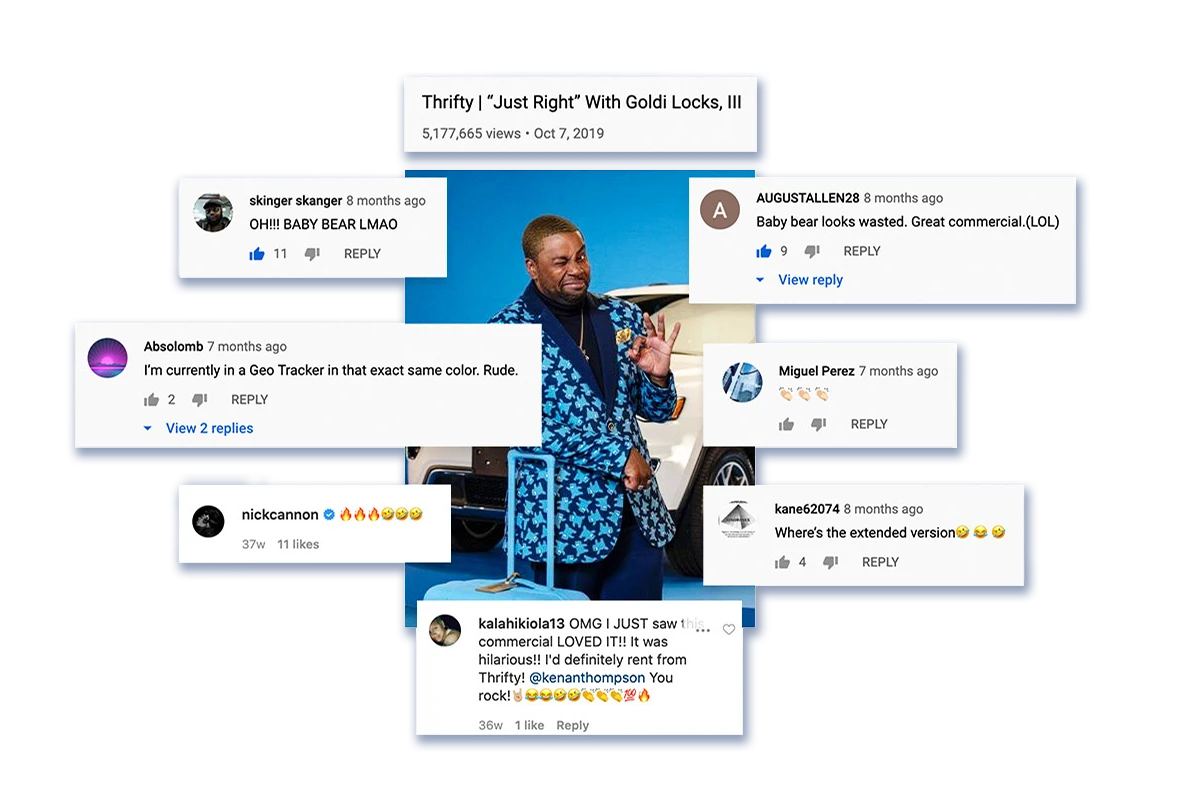 Thrifty | “Just Right” With Goldi Locks, III
5,177,665 views • Oct 7, 2019
skinger skanger 8 months ago
OH!!! BABY BEAR LMAO
11 REPLY
AUGUSTALLEN28 8 months ago
Baby bear looks wasted. Great commercial.(LOL)
9 REPLY
View reply
A
Absolomb 7 months ago
I’m currently in a Geo Tracker in that exact same color. Rude.
2 REPLY
View 2 replies
Miguel Perez 7 months ago
👏🏻👏🏻👏🏻
REPLY
nickcannon 🔥🔥🔥🤣🤣🤣
37w 11 likes
kane62074 8 months ago
Where’s the extended version🤣 😂 🤣
4 REPLY
kalahikiola13 OMG I JUST saw this
commercial LOVED IT!! It was
hilarious!! I'd definitely rent from
Thrifty! @kenanthompson You
rock!🤘🏼😂😂🤣🤣👏👏👏💯🔥
36w 1 like Reply